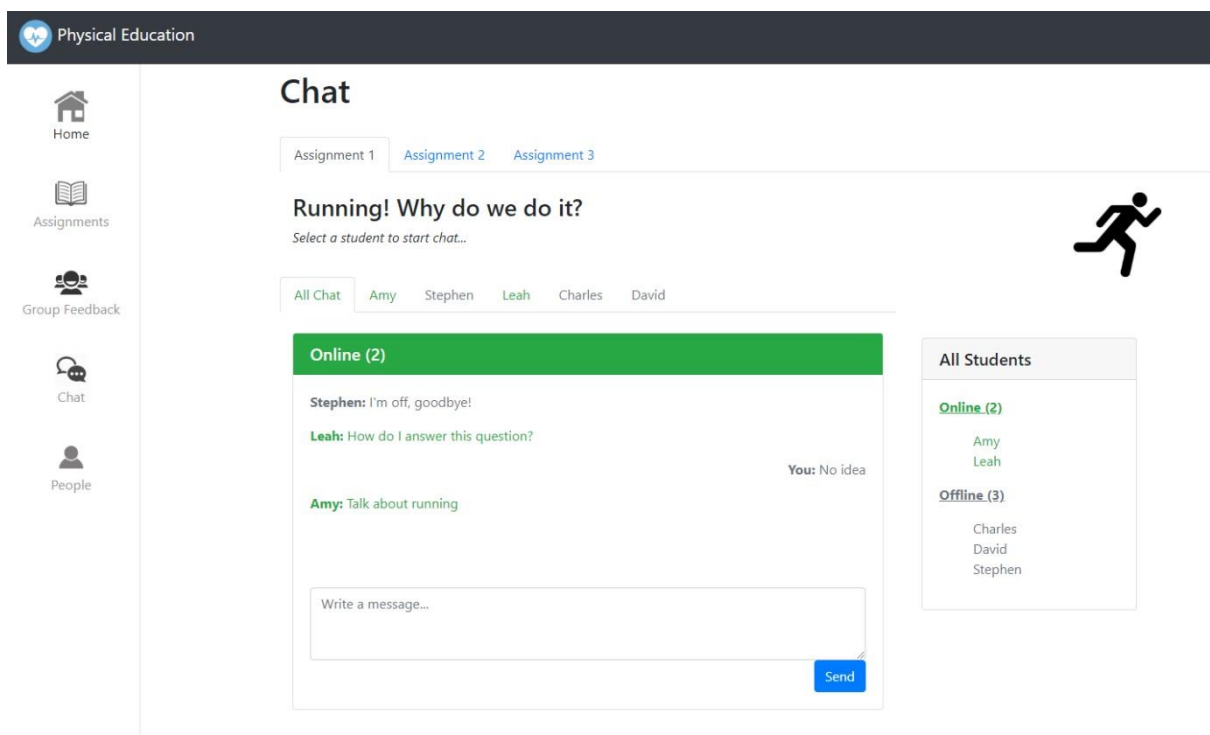 Physical Education
Home
Assignments
Group Feedback
Chat
People
Chat
Assignment 1 Assignment 2 Assignment 3
Running! Why do we do it?
Select a student to start chat...
All Chat Amy Stephen Leah Charles David
Online (2)
Stephen: I'm off, goodbye!
Leah: How do I answer this question?
You: No idea
Amy: Talk about running
Write a message...
Send
All Students
Online (2)
Amy
Leah
Offline (3)
Charles
David
Stephen